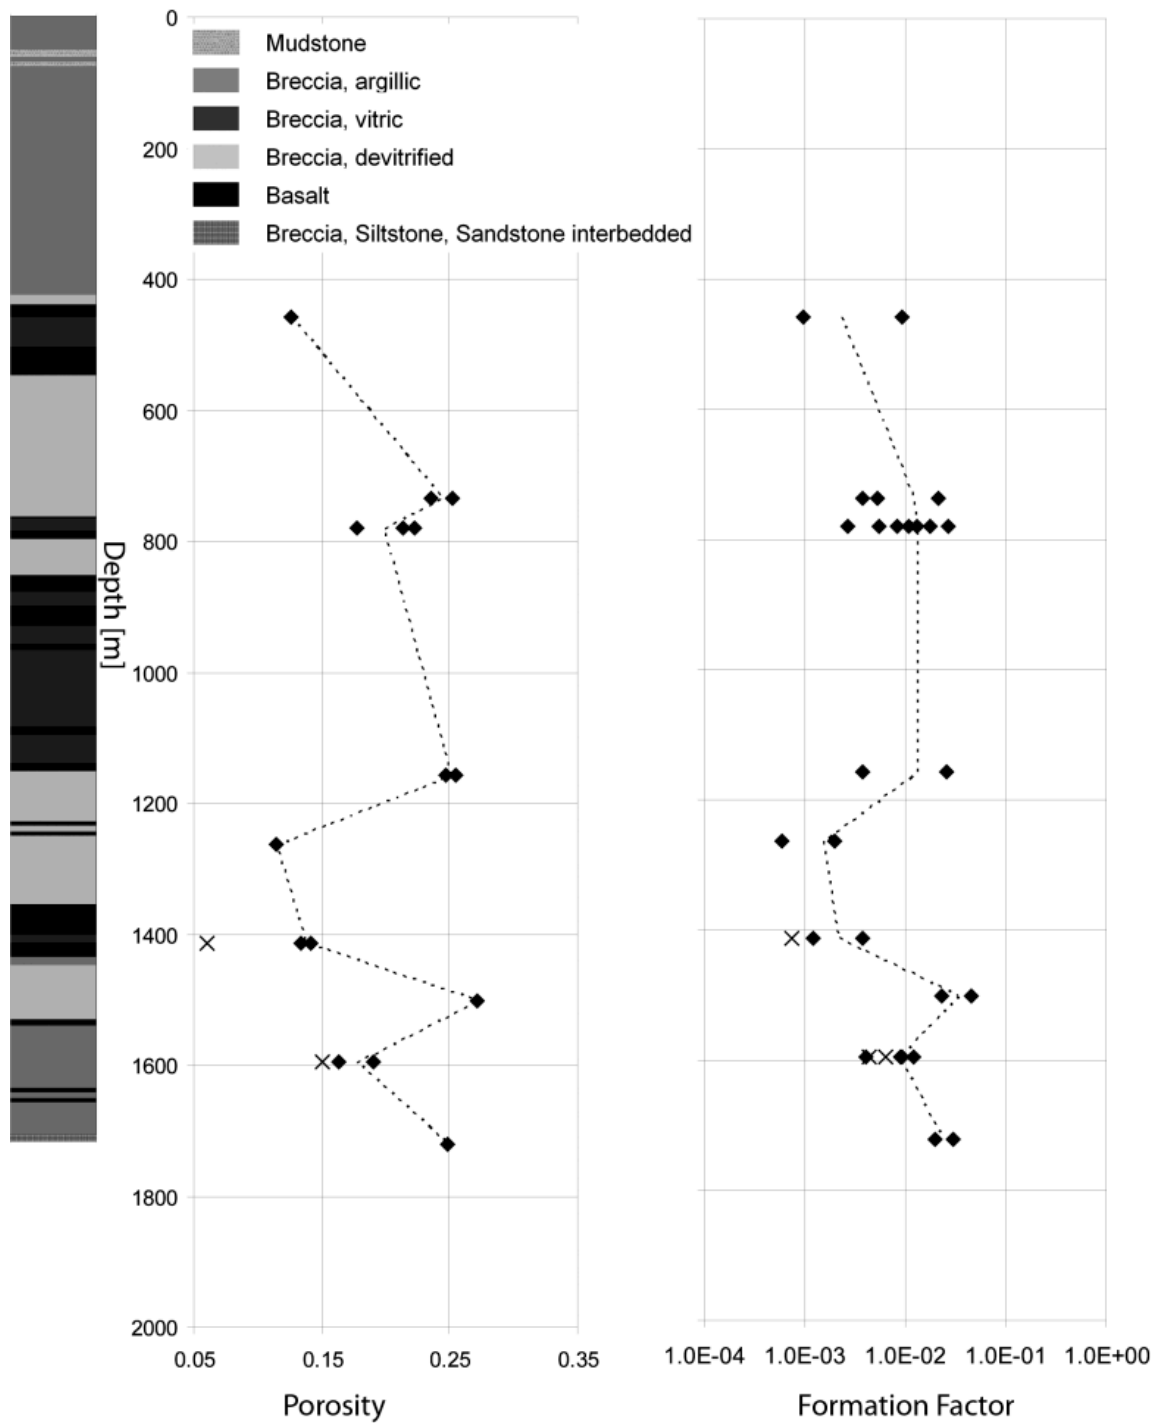 0
Mudstone
Breccia, argillic
Breccia, vitric
200
Breccia, devitrified
Basalt
Breccia, Siltstone, Sandstone interbedded
400
600
800
Depth [m]
1000
1200
1400
1600
1800
2000
0.05 0.15 0.25 0.35
1.0E-04 1.0E-03 1.0E-02 1.0E-01 1.0E+00
Porosity
Formation Factor